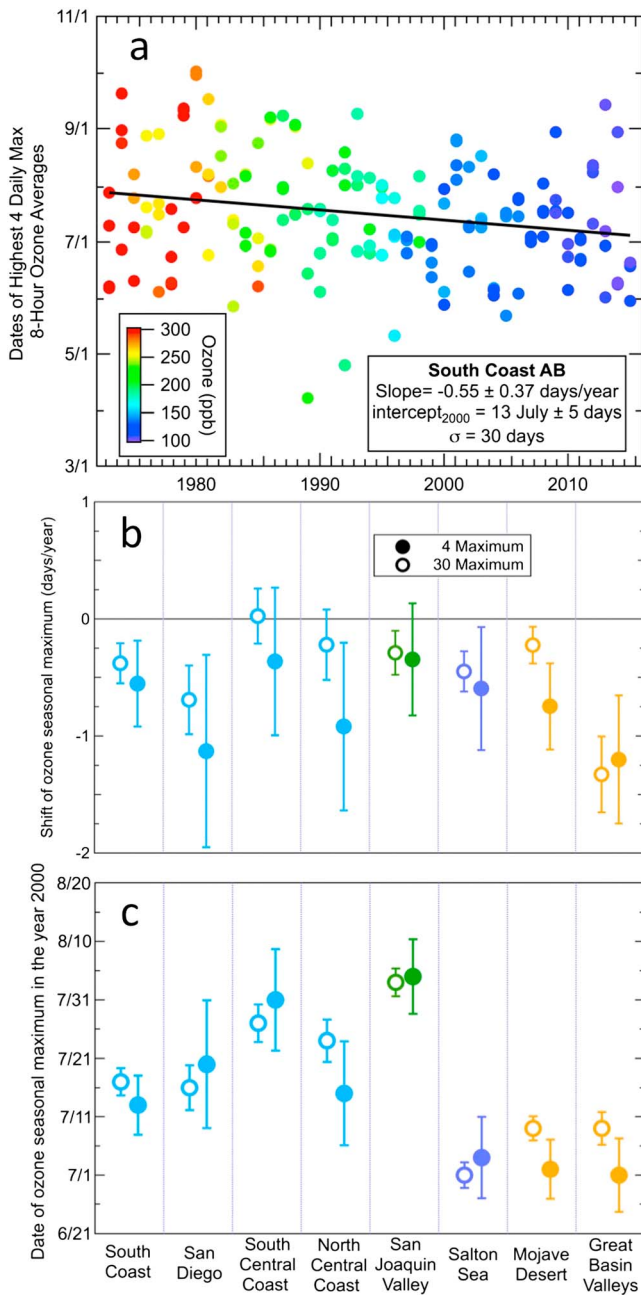 a
Dates of Highest 4 Daily Max
8-Hour Ozone Averages
11/1
9/1
7/1
5/1
3/1
Ozone (ppb)
300
250
200
150
100
South Coast AB
Slope= -0.55 ± 0.37 days/year
intercept2000 = 13 July ± 5 days
σ = 30 days
1980
1990
2000
2010
b
Shift of ozone seasonal maximum (days/year)
1
0
-1
-2
4 Maximum
30 Maximum
c
Date of ozone seasonal maximum in the year 2000
8/20
8/10
7/31
7/21
7/11
7/1
6/21
South
Coast
San
Diego
South
Central
Coast
North
Central
Coast
San
Joaquin
Valley
Salton
Sea
Mojave
Desert
Great
Basin
Valleys